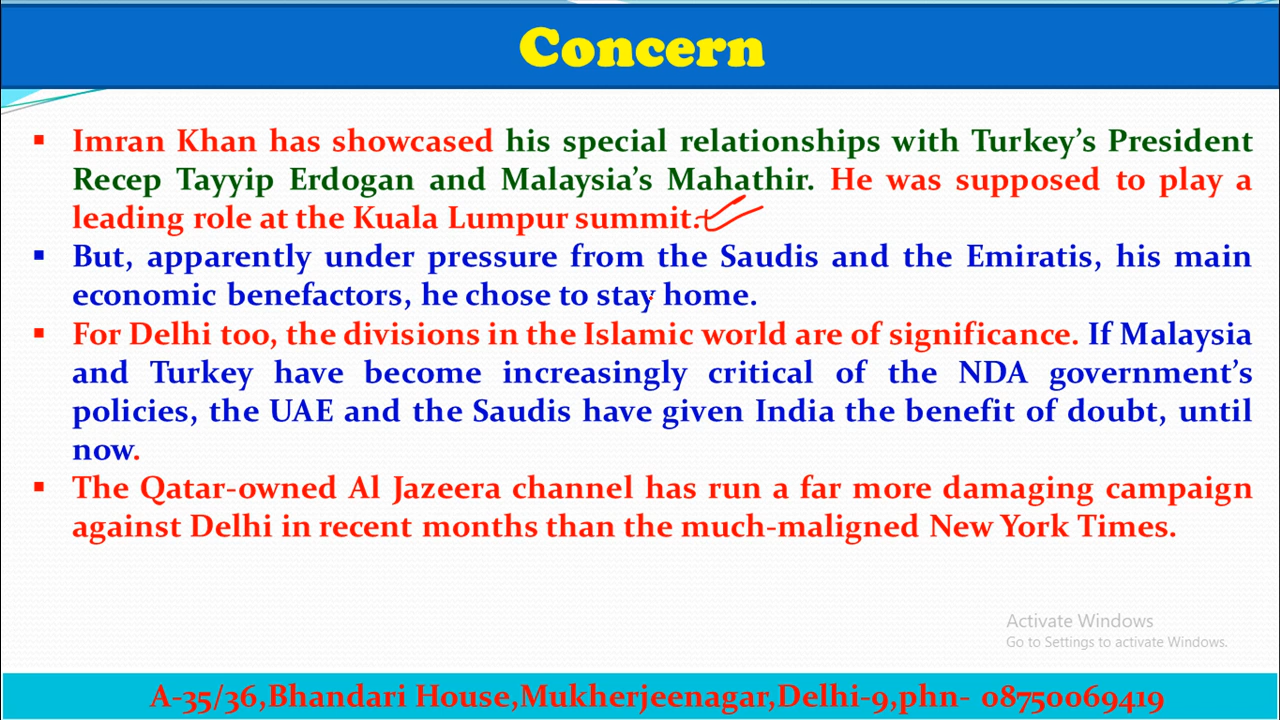 Concern
▪ Imran Khan has showcased his special relationships with Turkey’s President
Recep Tayyip Erdogan and Malaysia’s Mahathir. He was supposed to play a
leading role at the Kuala Lumpur summit.
▪ But, apparently under pressure from the Saudis and the Emiratis, his main
economic benefactors, he chose to stay home.
▪ For Delhi too, the divisions in the Islamic world are of significance. If Malaysia
and Turkey have become increasingly critical of the NDA government’s
policies, the UAE and the Saudis have given India the benefit of doubt, until
now.
▪ The Qatar-owned Al Jazeera channel has run a far more damaging campaign
against Delhi in recent months than the much-maligned New York Times.
Activate Windows
Go to Settings to activate Windows.
A-35/36,Bhandari House,Mukherjeenagar,Delhi-9,phn- 08750069419